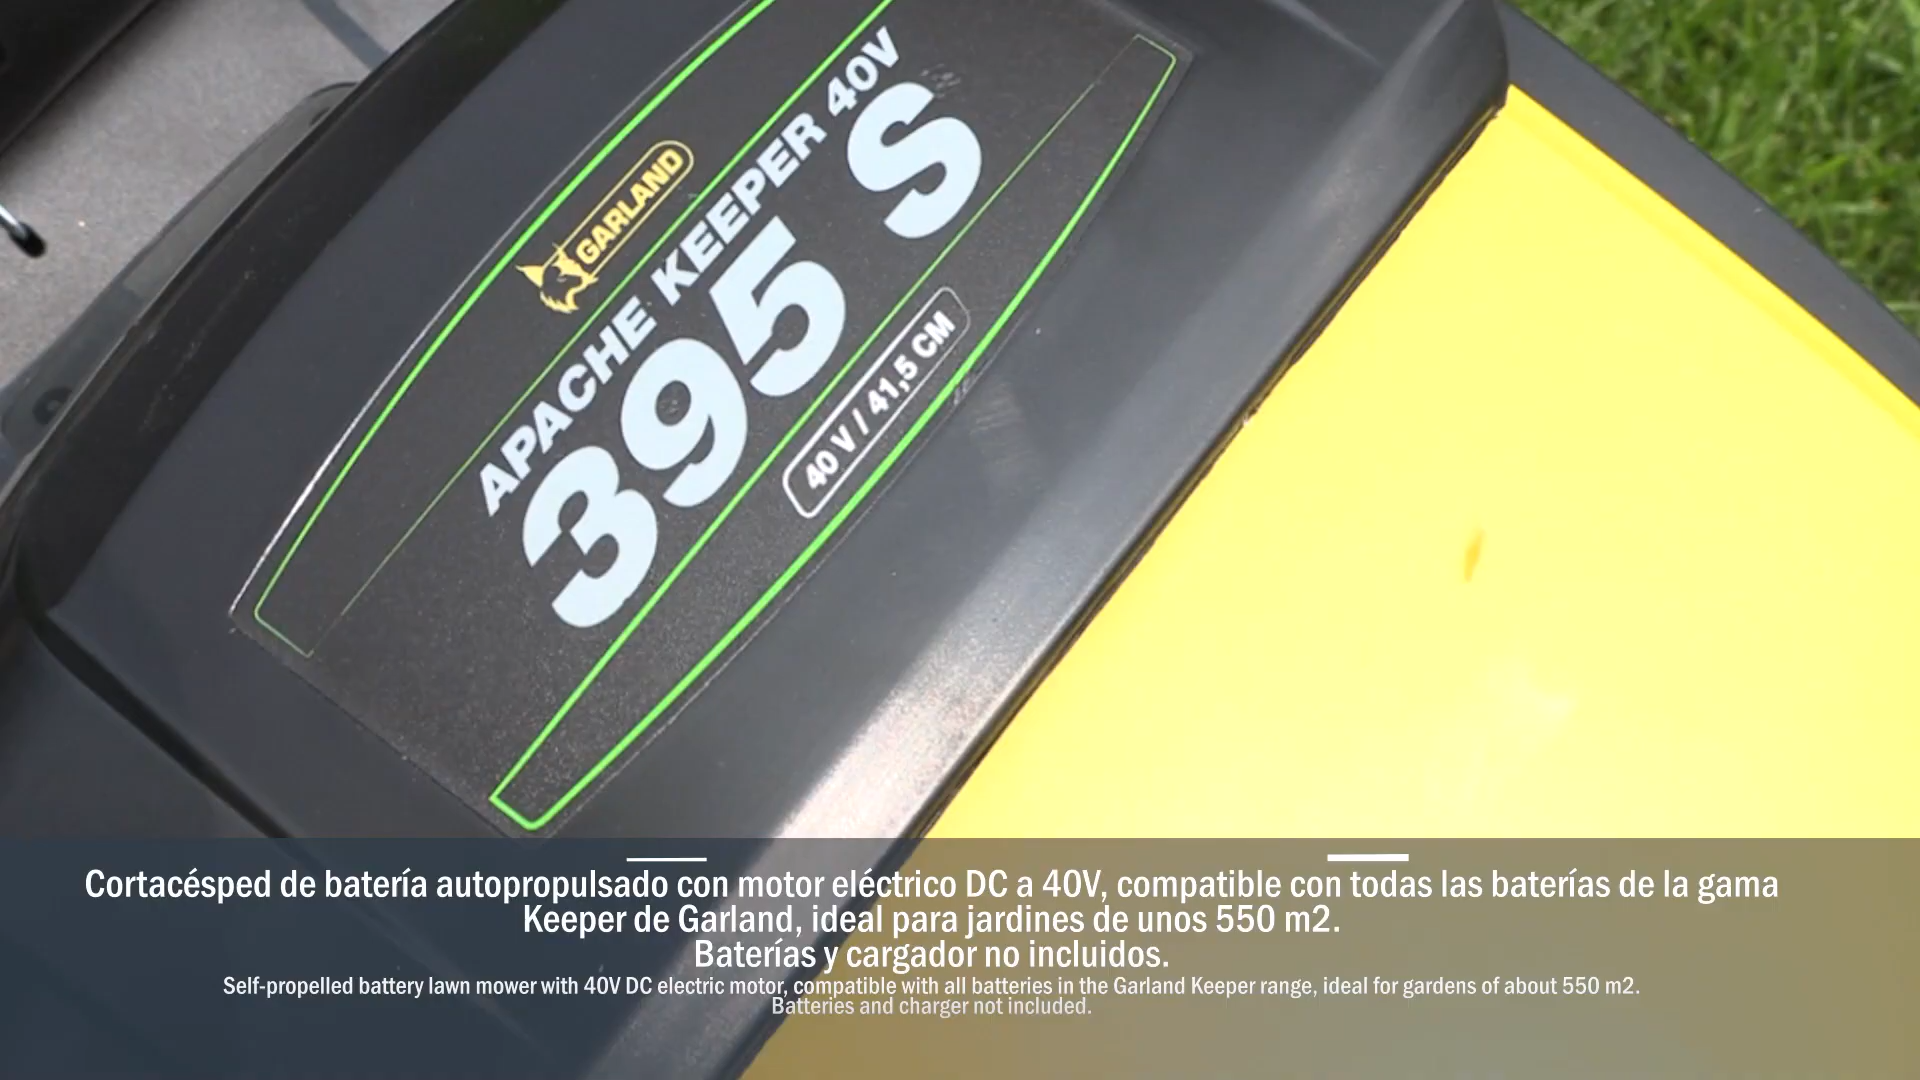 GARLAND
APACHE KEEPER 40V
395 S
40 V / 41,5 CM
Cortacésped de batería autopropulsado con motor eléctrico DC a 40V, compatible con todas las baterías de la gama
Keeper de Garland, ideal para jardines de unos 550 m2.
Baterías y cargador no incluidos.
Self-propelled battery lawn mower with 40V DC electric motor, compatible with all batteries in the Garland Keeper range, ideal for gardens of about 550 m2.
Batteries and charger not included.